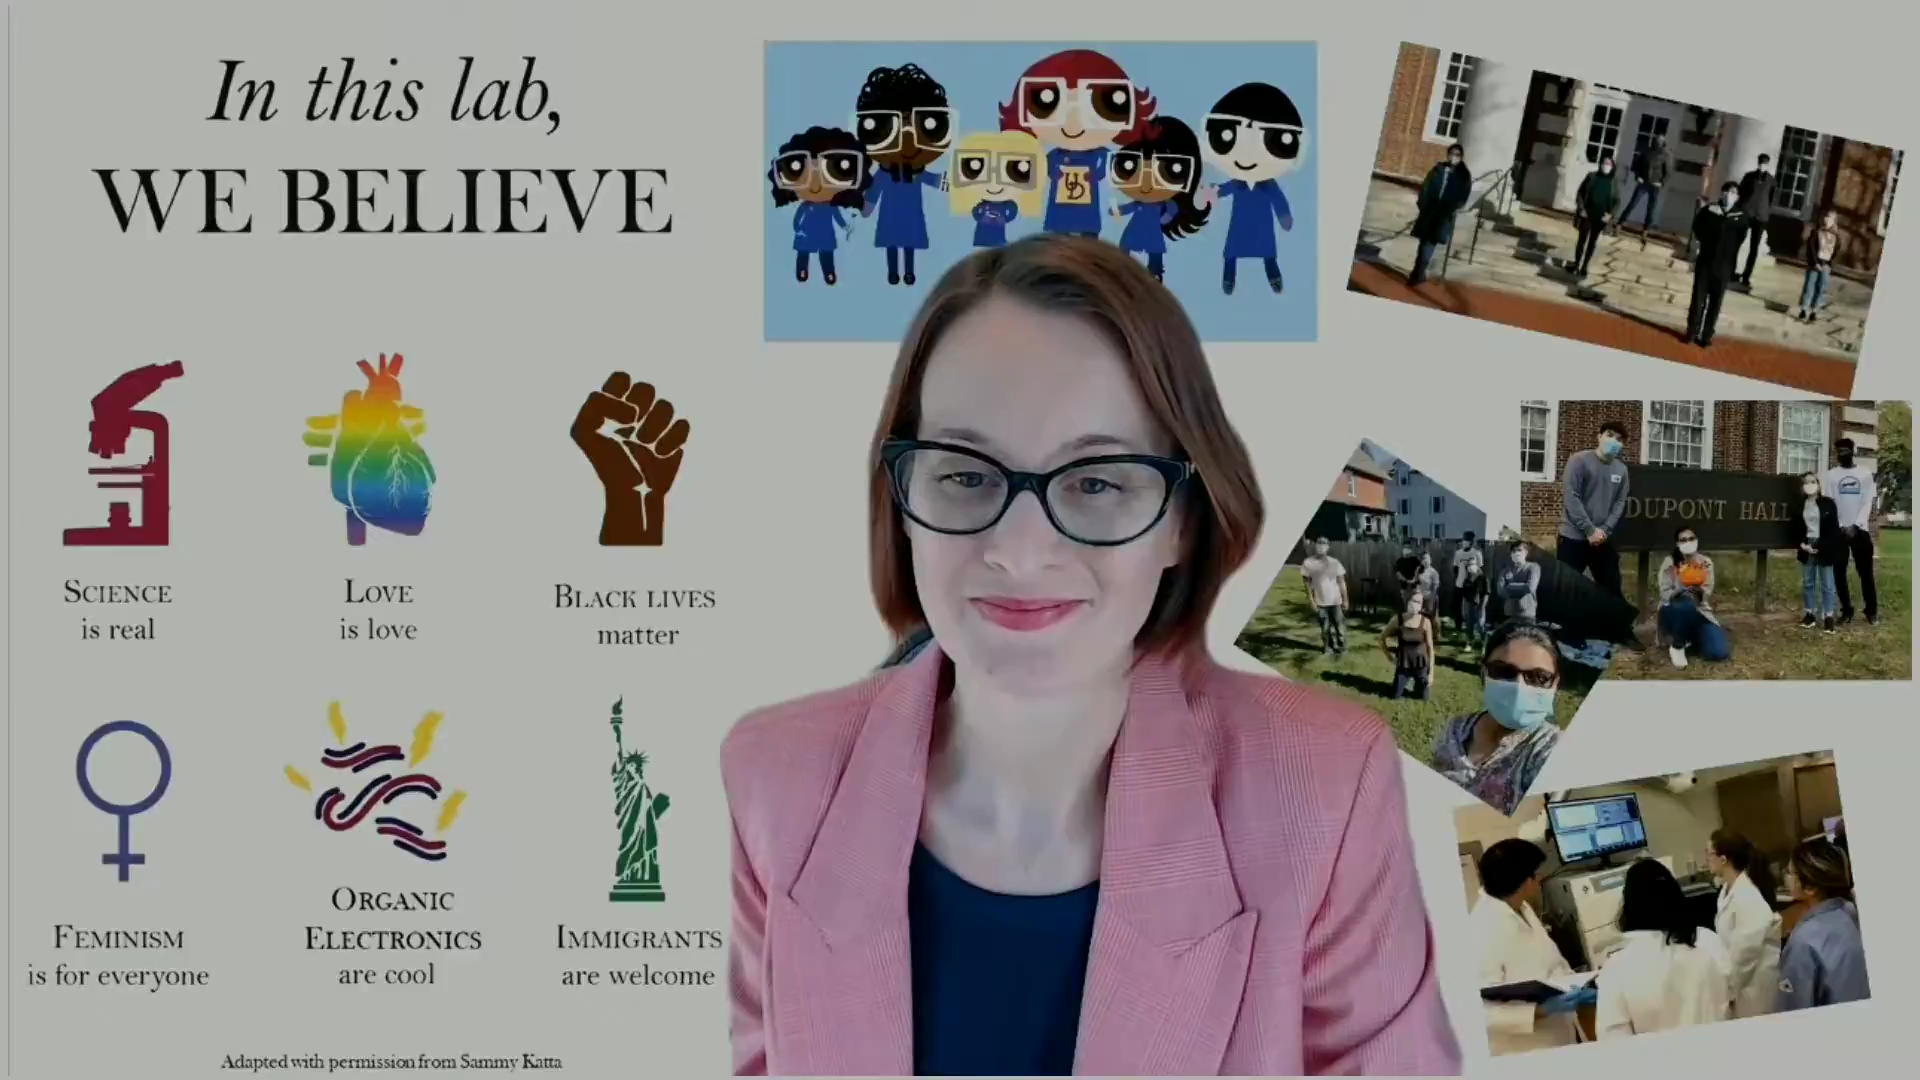 In this lab,
WE BELIEVE
SCIENCE
is real
LOVE
is love
BLACK LIVES
matter
FEMINISM
is for everyone
ORGANIC
ELECTRONICS
are cool
IMMIGRANTS
are welcome
Adapted with permission from Sammy Katta
UD
DUPONT HALL